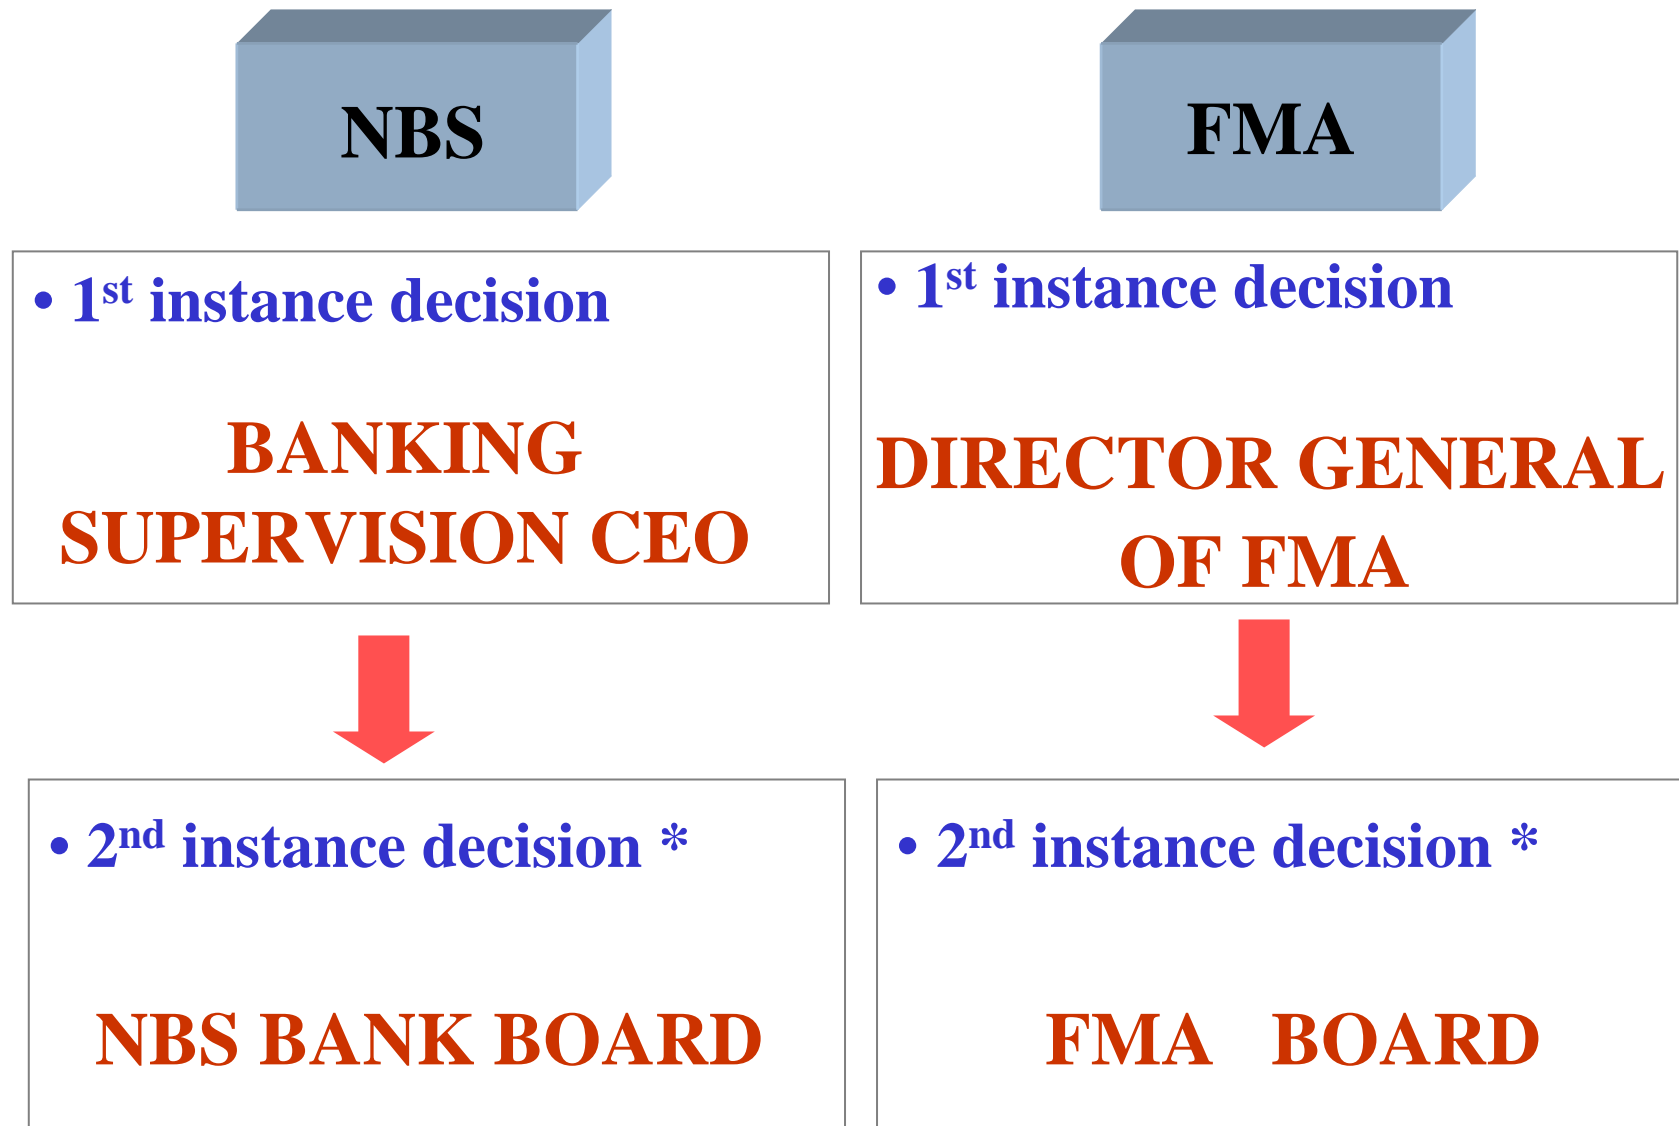 NBS
• 1st instance decision
BANKING
SUPERVISION CEO
• 2nd instance decision *
NBS BANK BOARD
FMA
• 1st instance decision
DIRECTOR GENERAL
OF FMA
• 2nd instance decision *
FMA BOARD